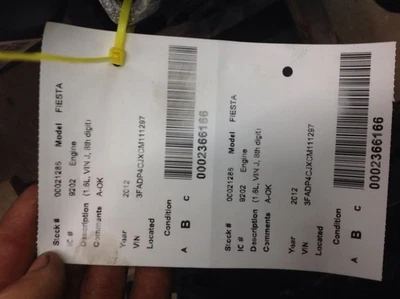 Stock # 00021286 Model FIESTA
IC # 9202 Engine
Description (1.6L, VIN J, 8th digit)
Comments A-OK
Year 2012
VIN 3FADP4CJXCM111297
Located
Condition
A B C
0002366166
Stock # 00021286 Model FIESTA
IC # 9202 Engine
Description (1.6L, VIN J, 8th digit)
Comments A-OK
Year 2012
VIN 3FADP4CJXCM111297
Located
Condition
A B C
0002366166